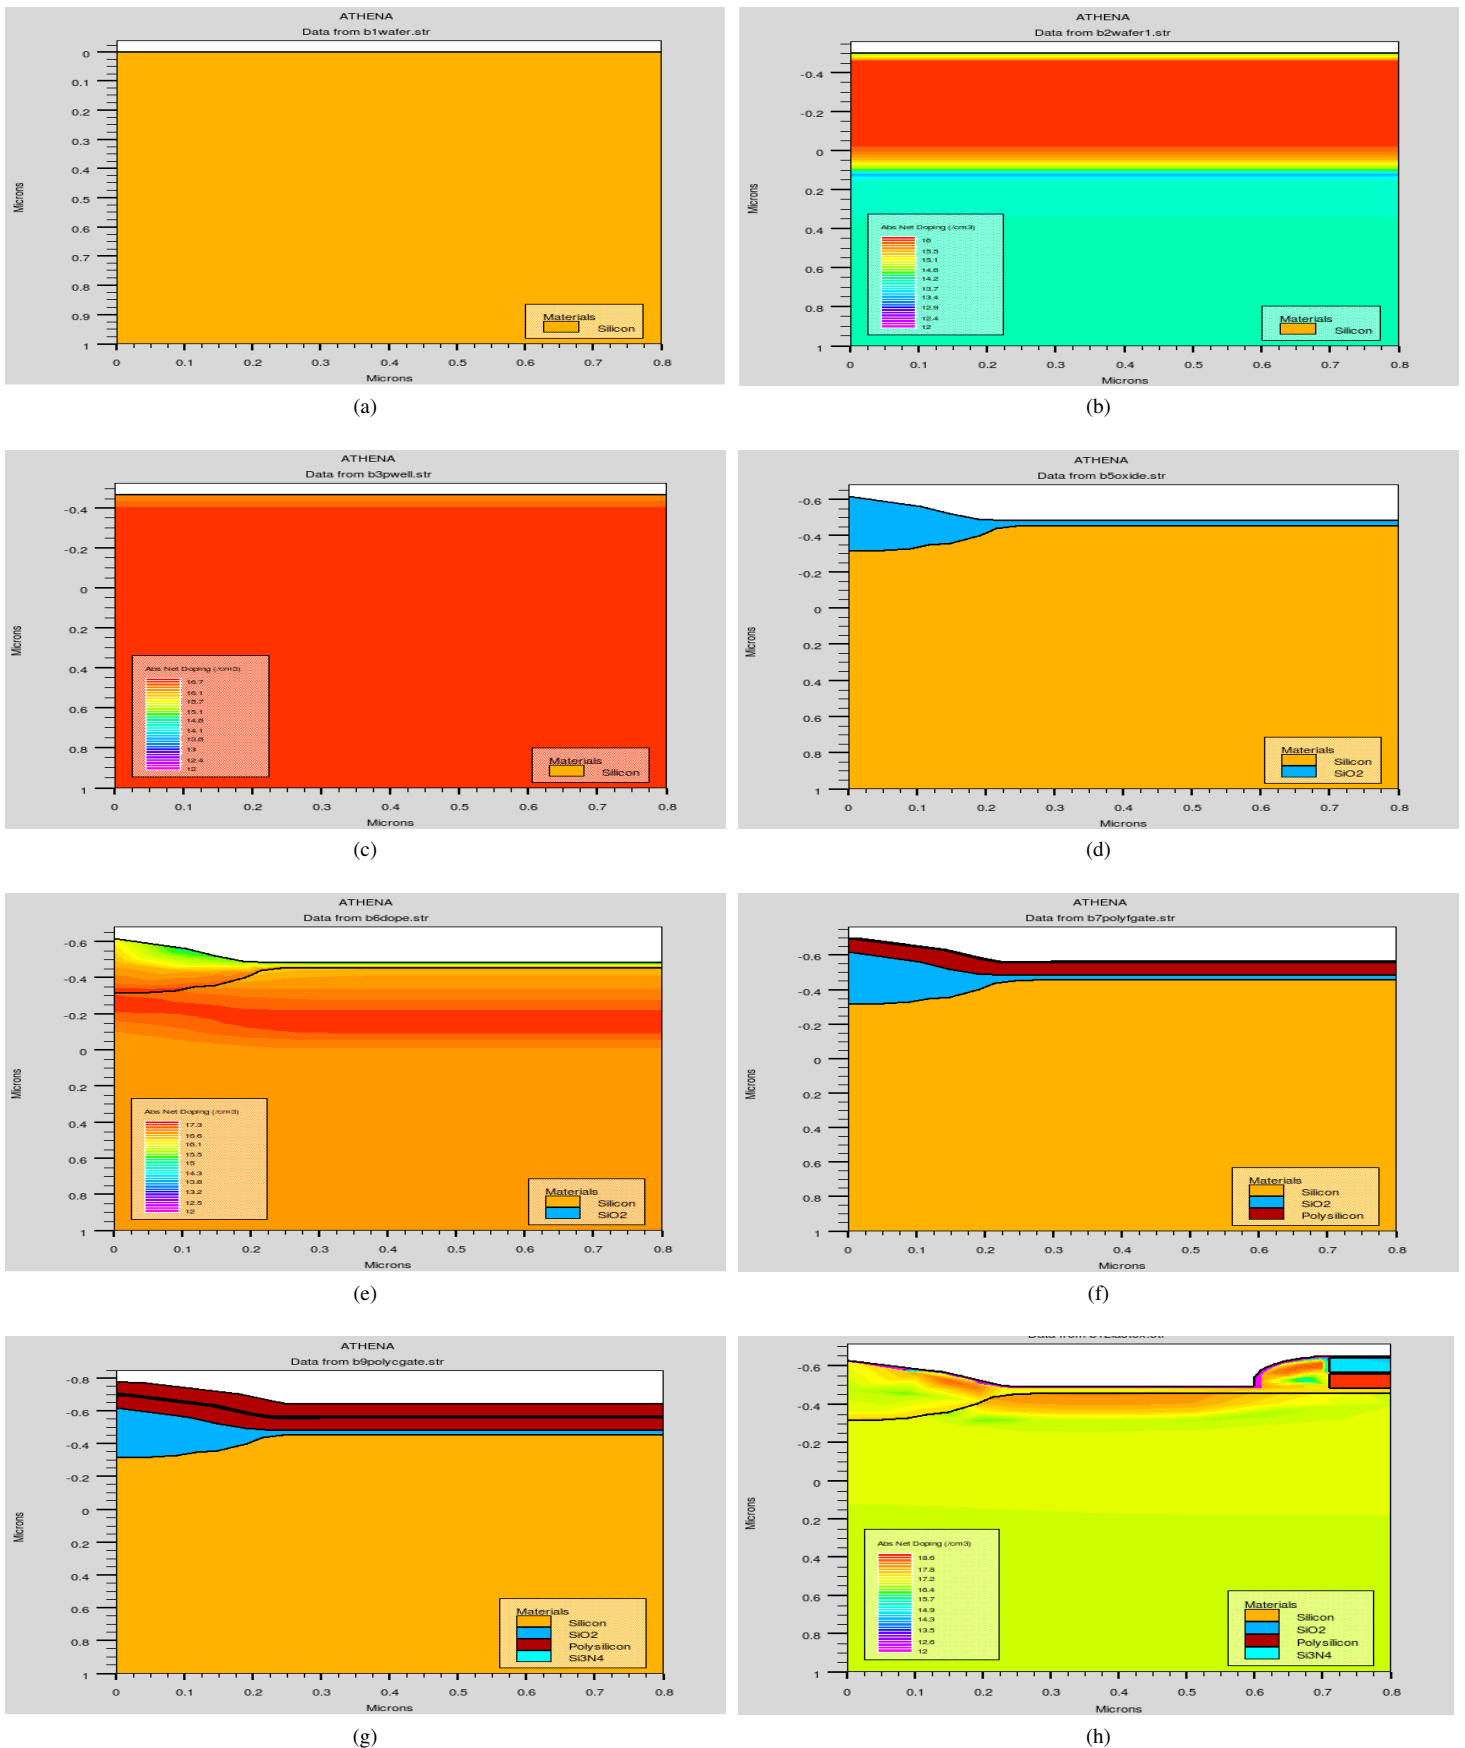 ATHENA
Data from b1wafer.str
Microns
0
0.1
0.2
0.3
0.4
0.5
0.6
0.7
0.8
0.9
1
Materials
Silicon
0 0.1 0.2 0.3 0.4 0.5 0.6 0.7 0.8
Microns
(a)
ATHENA
Data from b2wafer1.str
Microns
-0.4
-0.2
0
0.2
0.4
0.6
0.8
1
Abs Net Doping (/cm3)
16
15.5
15.1
14.6
14.2
13.7
13.4
12.9
12.4
12
Materials
Silicon
0 0.1 0.2 0.3 0.4 0.5 0.6 0.7 0.8
Microns
(b)
ATHENA
Data from b3pwell.str
Microns
-0.4
-0.2
0
0.2
0.4
0.6
0.8
1
Abs Net Doping (/cm3)
16.7
16.1
15.7
15.1
14.6
14.1
13.6
13
12.4
12
Materials
Silicon
0 0.1 0.2 0.3 0.4 0.5 0.6 0.7 0.8
Microns
(c)
ATHENA
Data from b5oxide.str
Microns
-0.6
-0.4
-0.2
0
0.2
0.4
0.6
0.8
1
Materials
Silicon
SiO2
0 0.1 0.2 0.3 0.4 0.5 0.6 0.7 0.8
Microns
(d)
ATHENA
Data from b6dope.str
Microns
-0.6
-0.4
-0.2
0
0.2
0.4
0.6
0.8
1
Abs Net Doping (/cm3)
17.3
16.6
16.1
15.5
15
14.3
13.8
13.2
12.5
12
Materials
Silicon
SiO2
0 0.1 0.2 0.3 0.4 0.5 0.6 0.7 0.8
Microns
(e)
ATHENA
Data from b7polyfgate.str
Microns
-0.6
-0.4
-0.2
0
0.2
0.4
0.6
0.8
1
Materials
Silicon
SiO2
Polysilicon
0 0.1 0.2 0.3 0.4 0.5 0.6 0.7 0.8
Microns
(f)
ATHENA
Data from b9polycgate.str
Microns
-0.8
-0.6
-0.4
-0.2
0
0.2
0.4
0.6
0.8
1
Materials
Silicon
SiO2
Polysilicon
Si3N4
0 0.1 0.2 0.3 0.4 0.5 0.6 0.7 0.8
Microns
(g)
Microns
-0.6
-0.4
-0.2
0
0.2
0.4
0.6
0.8
1
Abs Net Doping (/cm3)
18.6
17.8
17.2
16.4
15.7
14.9
14.3
13.5
12.6
12
Materials
Silicon
SiO2
Polysilicon
Si3N4
0 0.1 0.2 0.3 0.4 0.5 0.6 0.7 0.8
Microns
(h)